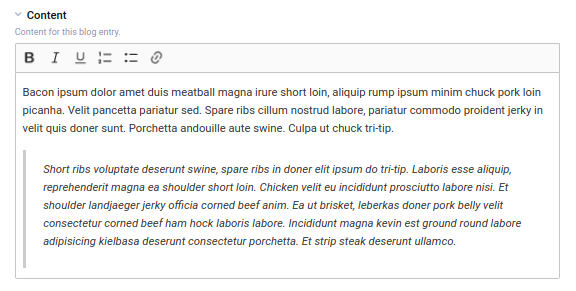 Content
Content for this blog entry.
B I U
Bacon ipsum dolor amet duis meatball magna irure short loin, aliquip rump ipsum minim chuck pork loin
picanha. Velit pancetta pariatur sed. Spare ribs cillum nostrud labore, pariatur commodo proident jerky in
velit quis doner sunt. Porchetta andouille aute swine. Culpa ut chuck tri-tip.
Short ribs voluptate deserunt swine, spare ribs in doner elit ipsum do tri-tip. Laboris esse aliquip,
reprehenderit magna ea shoulder short loin. Chicken velit eu incididunt prosciutto labore nisi. Et
shoulder landjaeger jerky officia corned beef anim. Ea ut brisket, leberkas doner pork belly velit
consectetur corned beef ham hock laboris labore. Incididunt magna kevin est ground round labore
adipisicing kielbasa deserunt consectetur porchetta. Et strip steak deserunt ullamco.